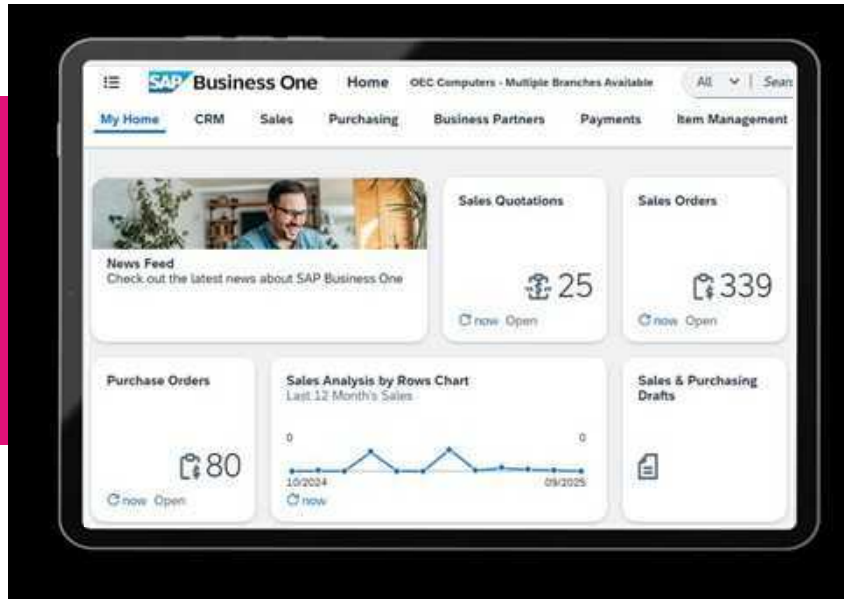 SAP Business One Home OEC Computers - Multiple Branches Available All
My Home CRM Sales Purchasing Business Partners Payments Item Management
News Feed
Check out the latest news about SAP Business One
Sales Quotations
25
now Open
Sales Orders
339
now Open
Purchase Orders
80
now Open
Sales Analysis by Rows Chart
Last 12 Month's Sales
0 0
10/2024 09/2025
now
Sales & Purchasing
Drafts